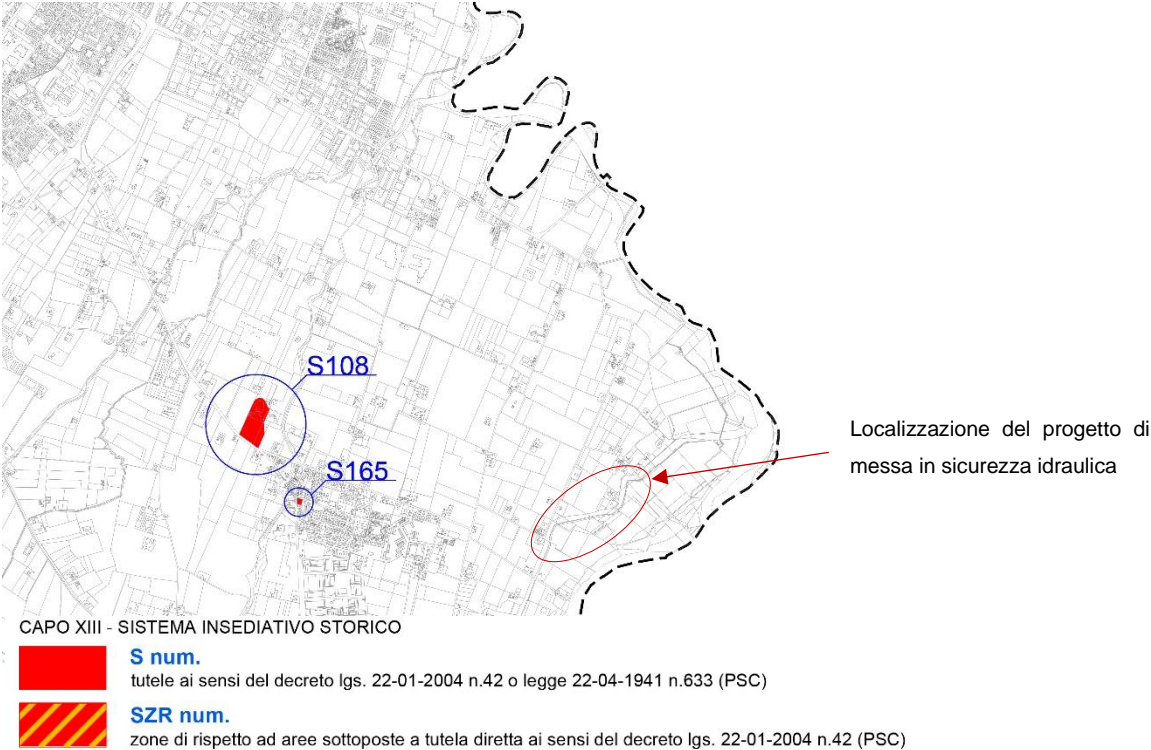 S108
S165
Localizzazione del progetto di
messa in sicurezza idraulica
CAPO XIII - SISTEMA INSEDIATIVO STORICO
S num.
tutele ai sensi del decreto lgs. 22-01-2004 n.42 o legge 22-04-1941 n.633 (PSC)
SZR num.
zone di rispetto ad aree sottoposte a tutela diretta ai sensi del decreto lgs. 22-01-2004 n.42 (PSC)